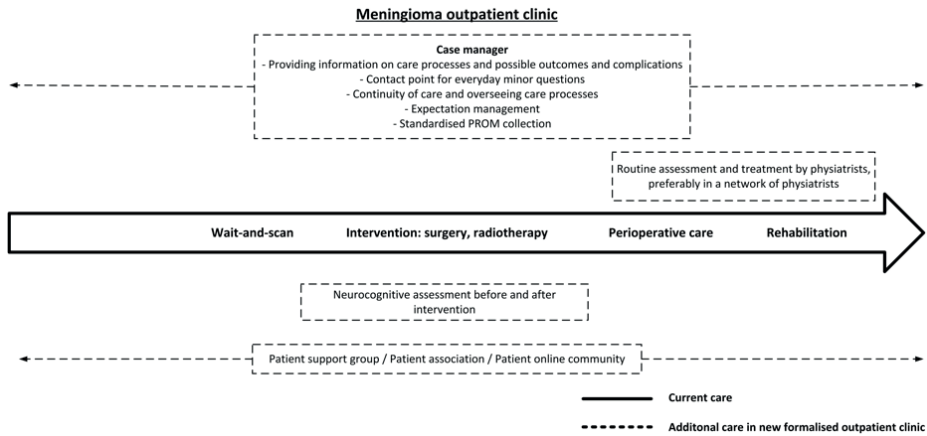 Meningioma outpatient clinic
Case manager
- Providing information on care processes and possible outcomes and complications
- Contact point for everyday minor questions
- Continuity of care and overseeing care processes
- Expectation management
- Standardised PROM collection
Routine assessment and treatment by physiatrists,
preferably in a network of physiatrists
Wait-and-scan
Intervention: surgery, radiotherapy
Perioperative care
Rehabilitation
Neurocognitive assessment before and after
intervention
Patient support group / Patient association / Patient online community
Current care
Additonal care in new formalised outpatient clinic